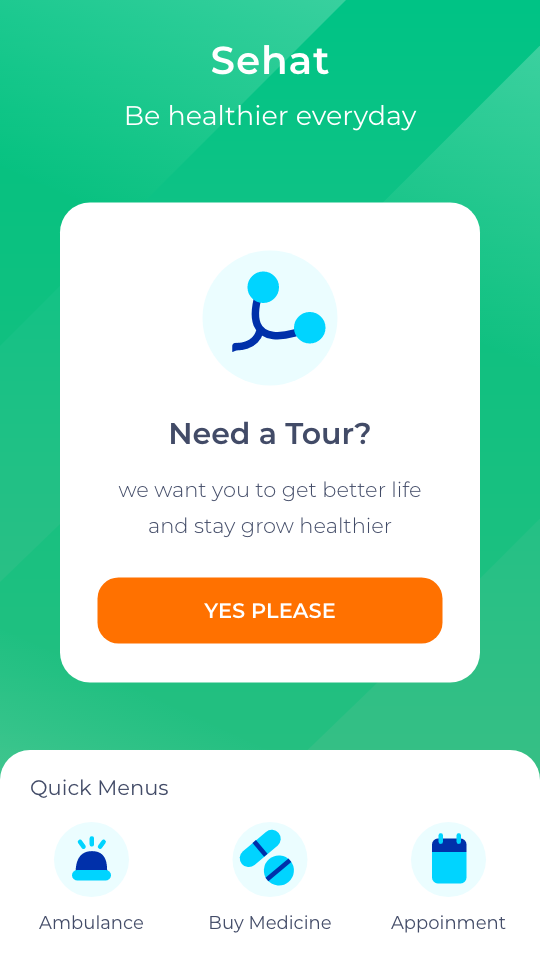 Sehat
Be healthier everyday
Need a Tour?
we want you to get better life
and stay grow healthier
YES PLEASE
Quick Menus
Ambulance
Buy Medicine
Appoinment